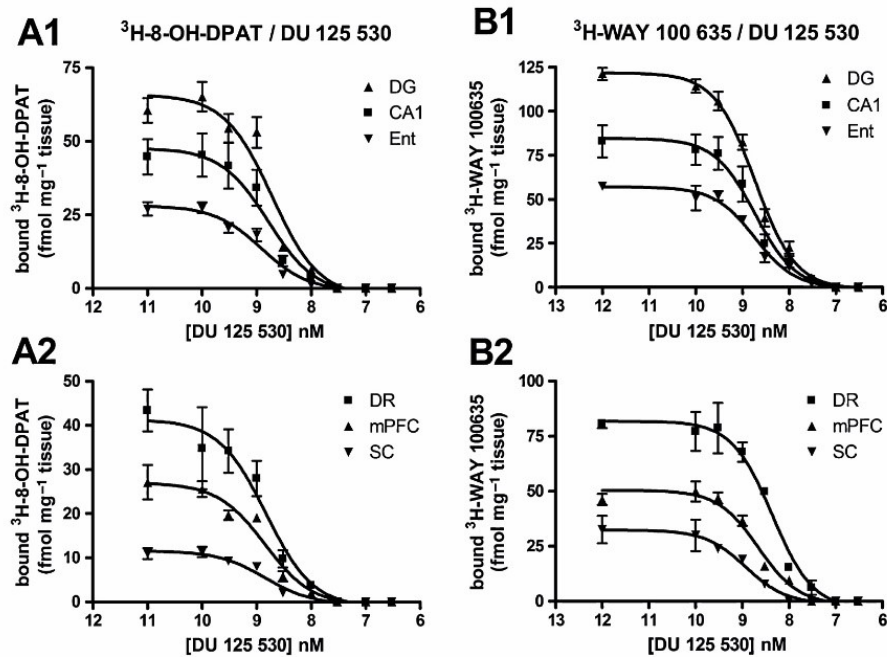 A1
³H-8-OH-DPAT / DU 125 530
75
50
25
0
bound ³H-8-OH-DPAT
(fmol mg⁻¹ tissue)
DG
CA1
Ent
12 11 10 9 8 7 6
[DU 125 530] nM
B1
³H-WAY 100 635 / DU 125 530
125
100
75
50
25
0
bound ³H-WAY 100635
(fmol mg⁻¹ tissue)
DG
CA1
Ent
13 12 11 10 9 8 7 6
[DU 125 530] nM
A2
50
40
30
20
10
0
bound ³H-8-OH-DPAT
(fmol mg⁻¹ tissue)
DR
mPFC
SC
12 11 10 9 8 7 6
[DU 125 530] nM
B2
100
75
50
25
0
bound ³H-WAY 100635
(fmol mg⁻¹ tissue)
DR
mPFC
SC
13 12 11 10 9 8 7 6
[DU 125 530] nM